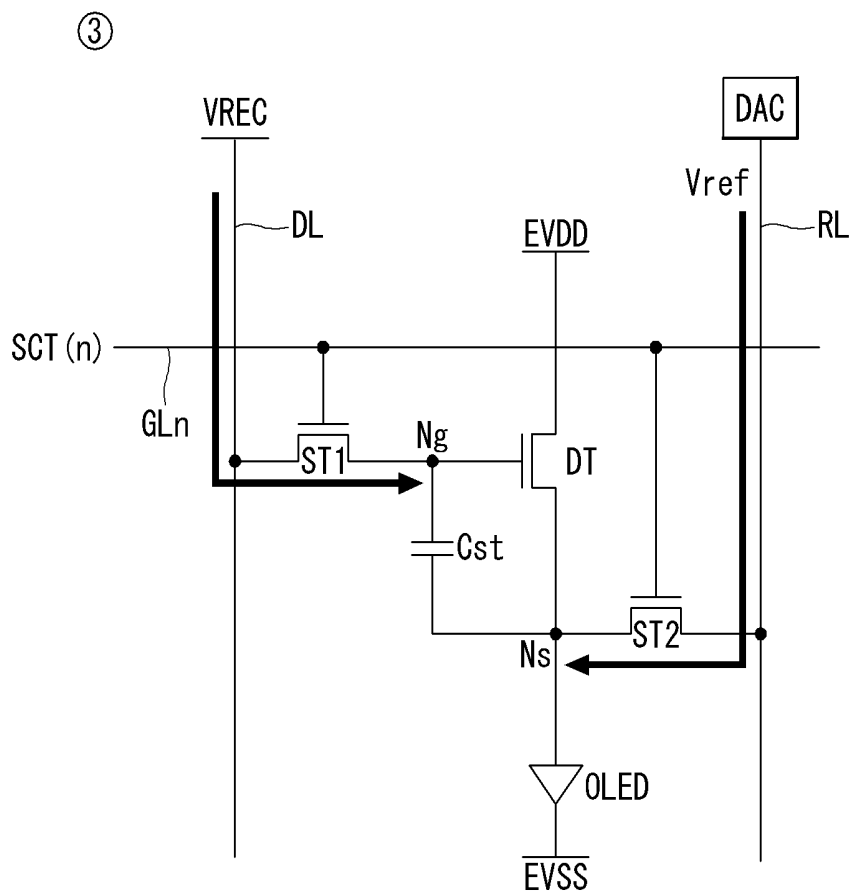 ③
VREC
DAC
Vref
DL
RL
EVDD
SCT(n)
GLn
Ng
ST1
DT
Cst
ST2
Ns
OLED
EVSS